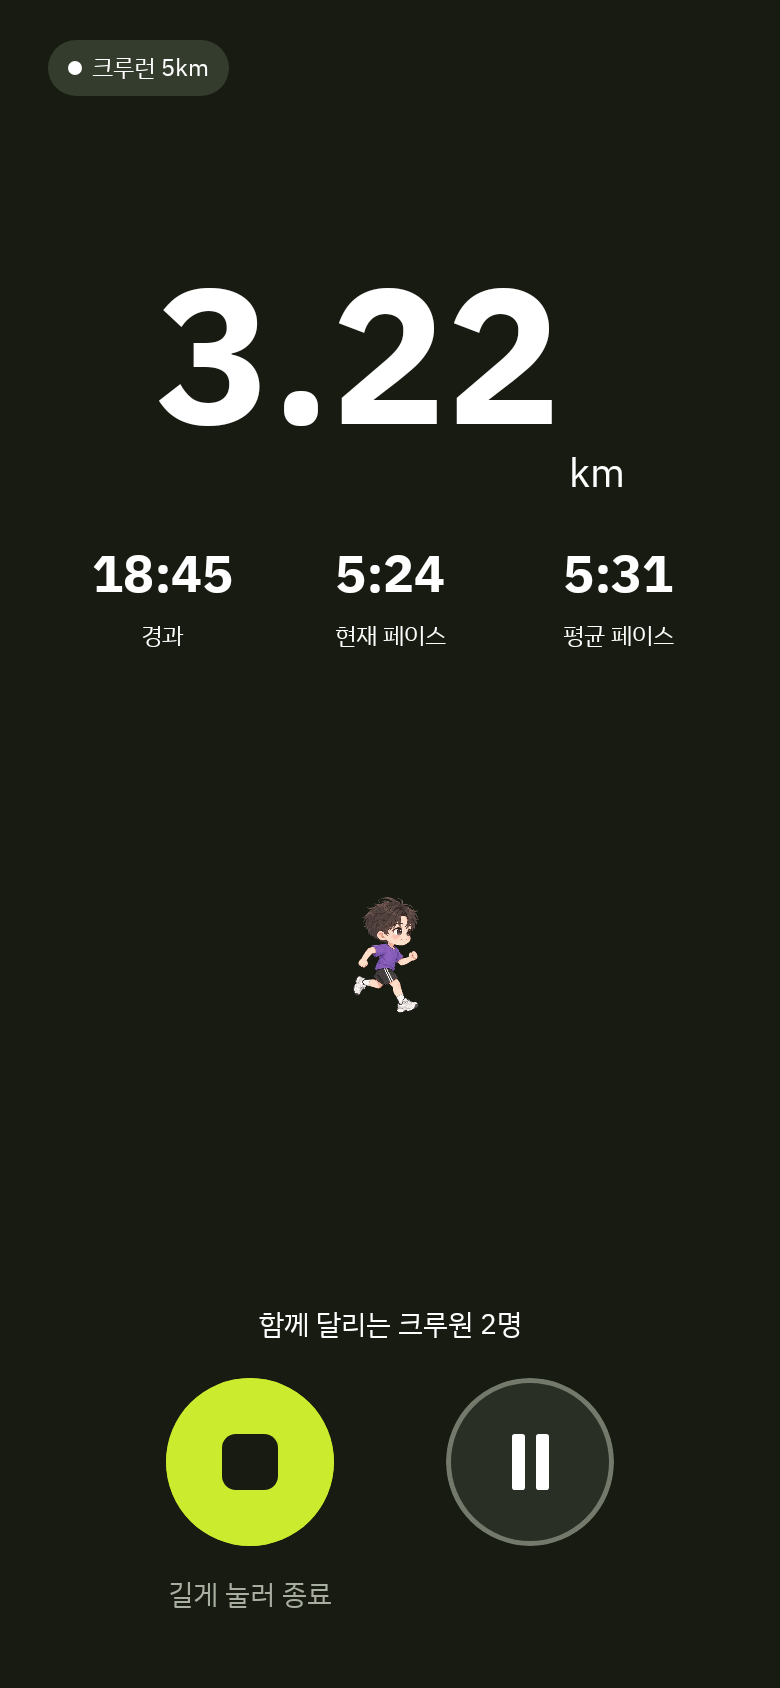 크루런 5km
3.22
km
18:45
5:24
5:31
경과
현재 페이스
평균 페이스
함께 달리는 크루원 2명
길게 눌러 종료